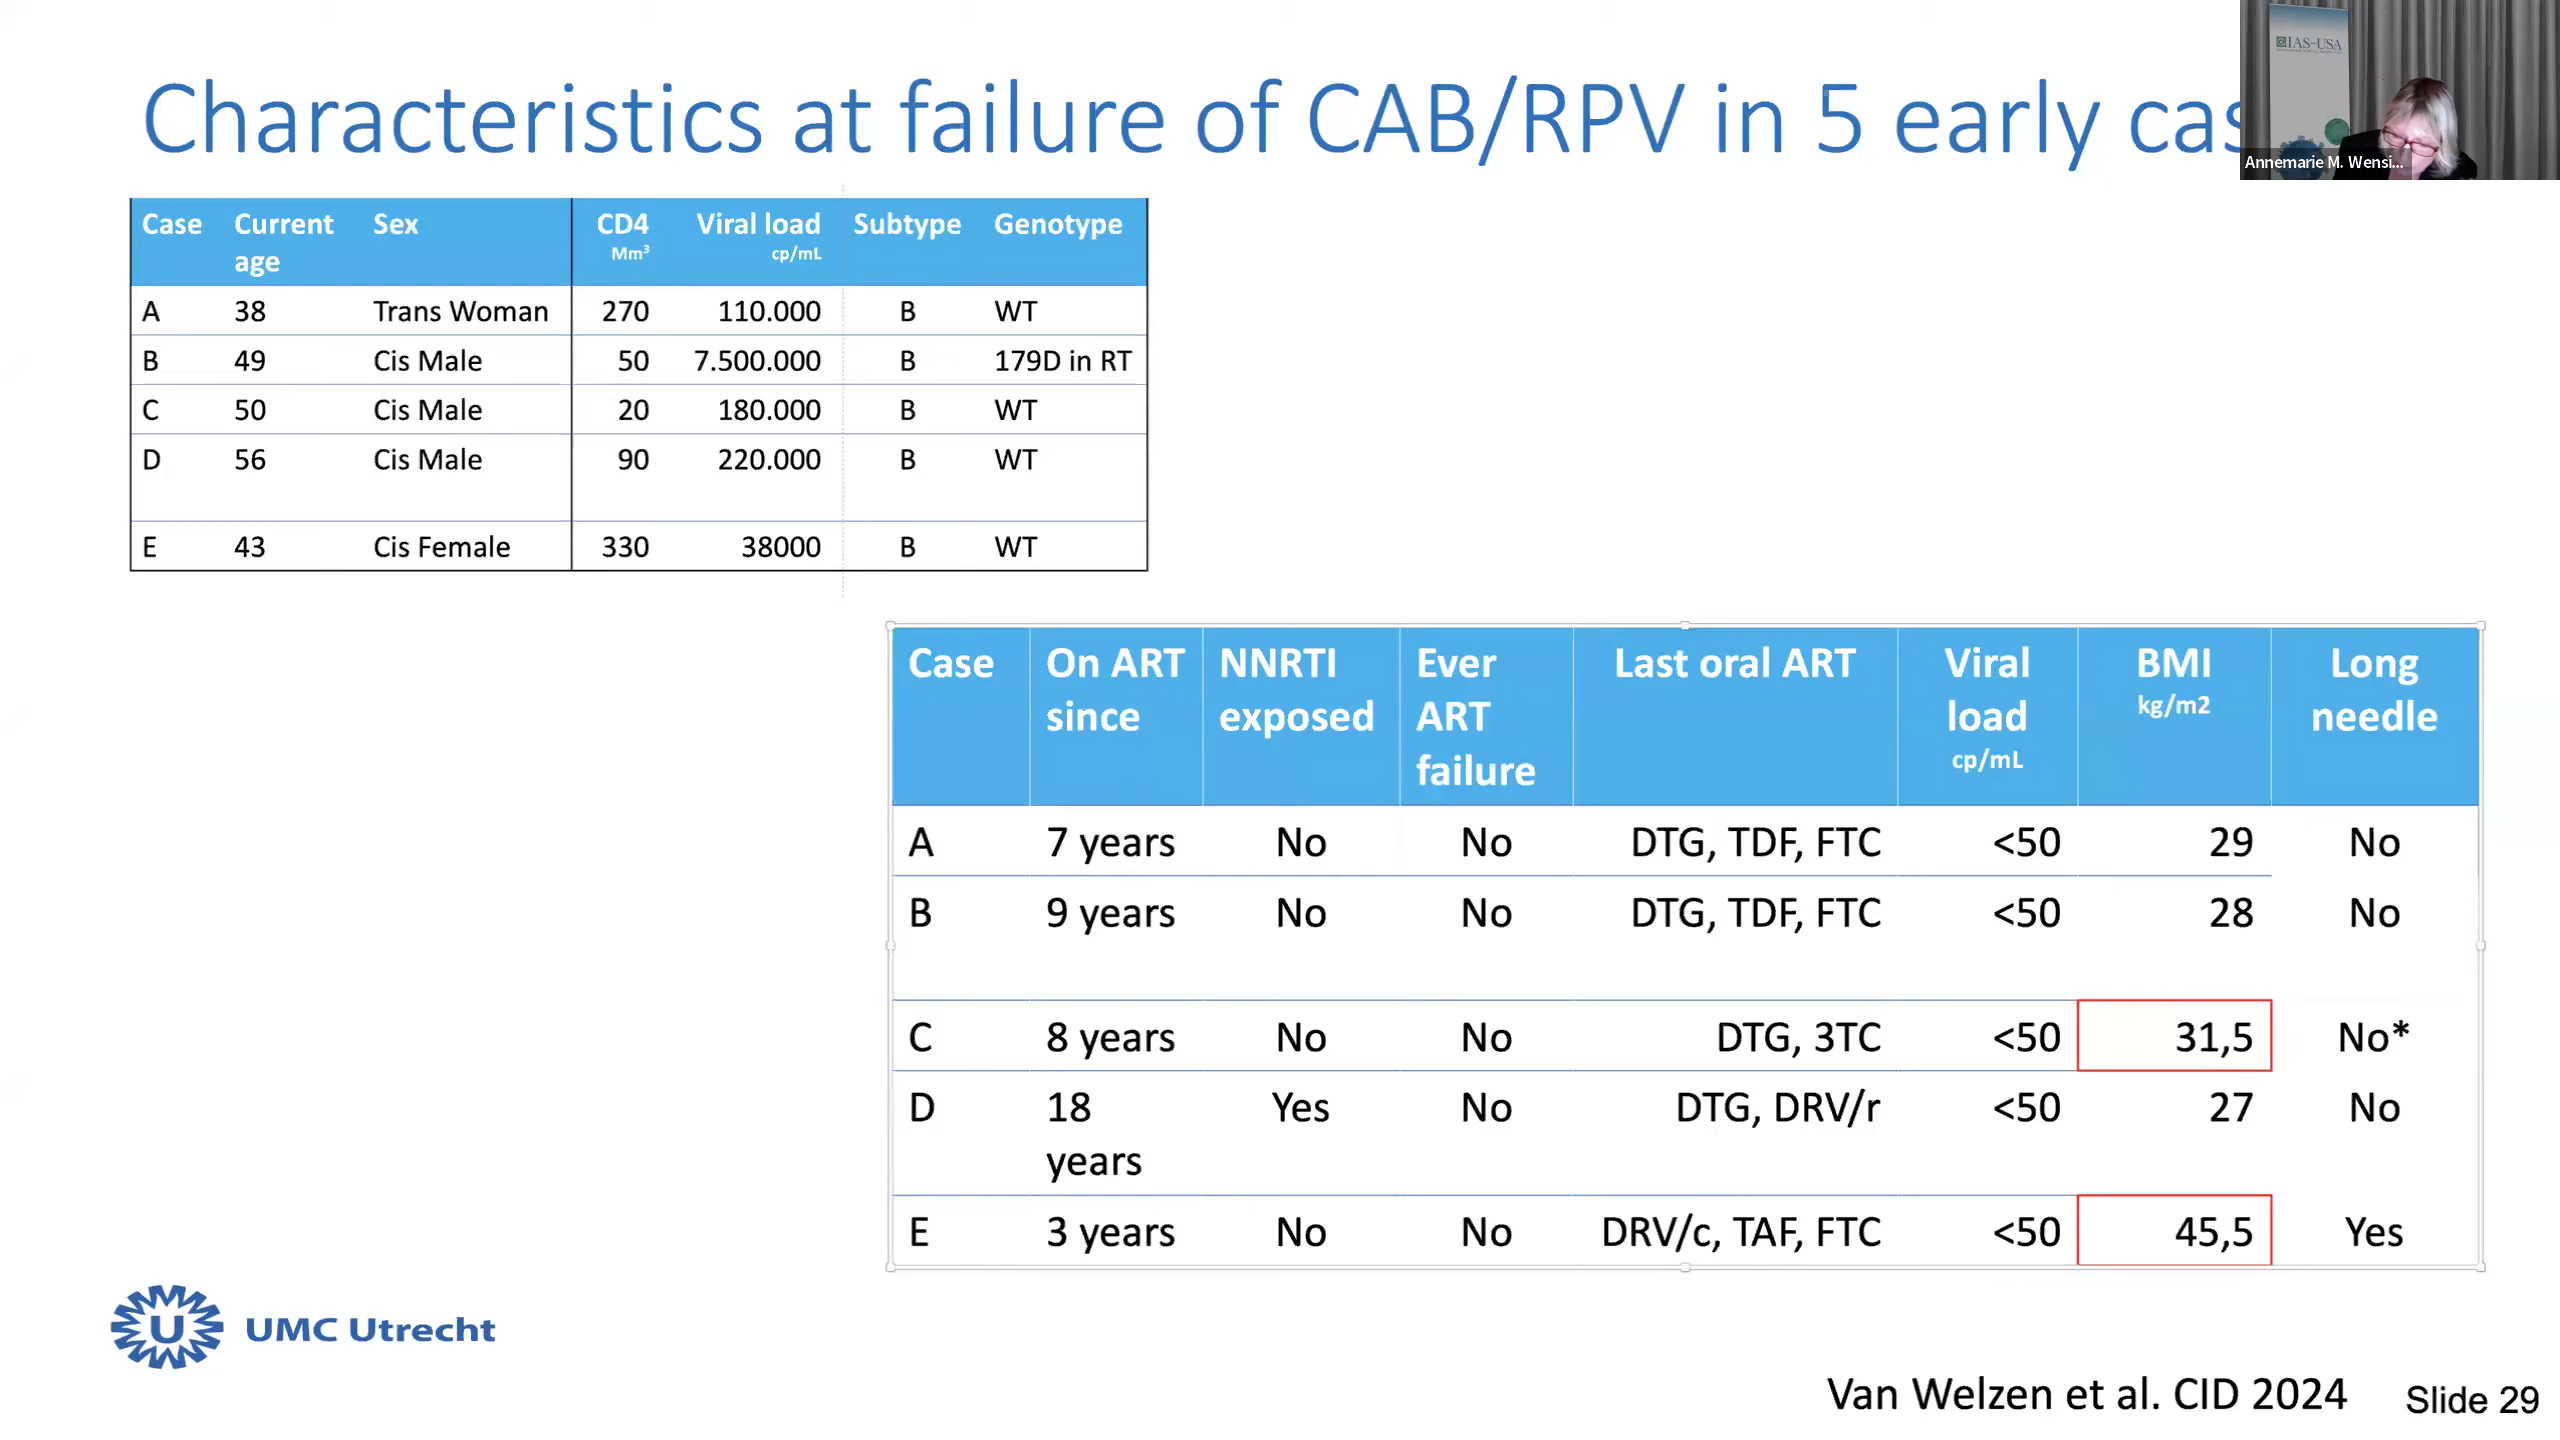 Characteristics at failure of CAB/RPV in 5 early cas
IAS-USA
Annemarie M. Wensi...
Case Current age Sex CD4 Mm³ Viral load cp/mL Subtype Genotype
A 38 Trans Woman 270 110.000 B WT
B 49 Cis Male 50 7.500.000 B 179D in RT
C 50 Cis Male 20 180.000 B WT
D 56 Cis Male 90 220.000 B WT
E 43 Cis Female 330 38000 B WT
Case On ART since NNRTI exposed Ever ART failure Last oral ART Viral load cp/mL BMI kg/m2 Long needle
A 7 years No No DTG, TDF, FTC <50 29 No
B 9 years No No DTG, TDF, FTC <50 28 No
C 8 years No No DTG, 3TC <50 31,5 No*
D 18 years Yes No DTG, DRV/r <50 27 No
E 3 years No No DRV/c, TAF, FTC <50 45,5 Yes
U UMC Utrecht
Van Welzen et al. CID 2024
Slide 29